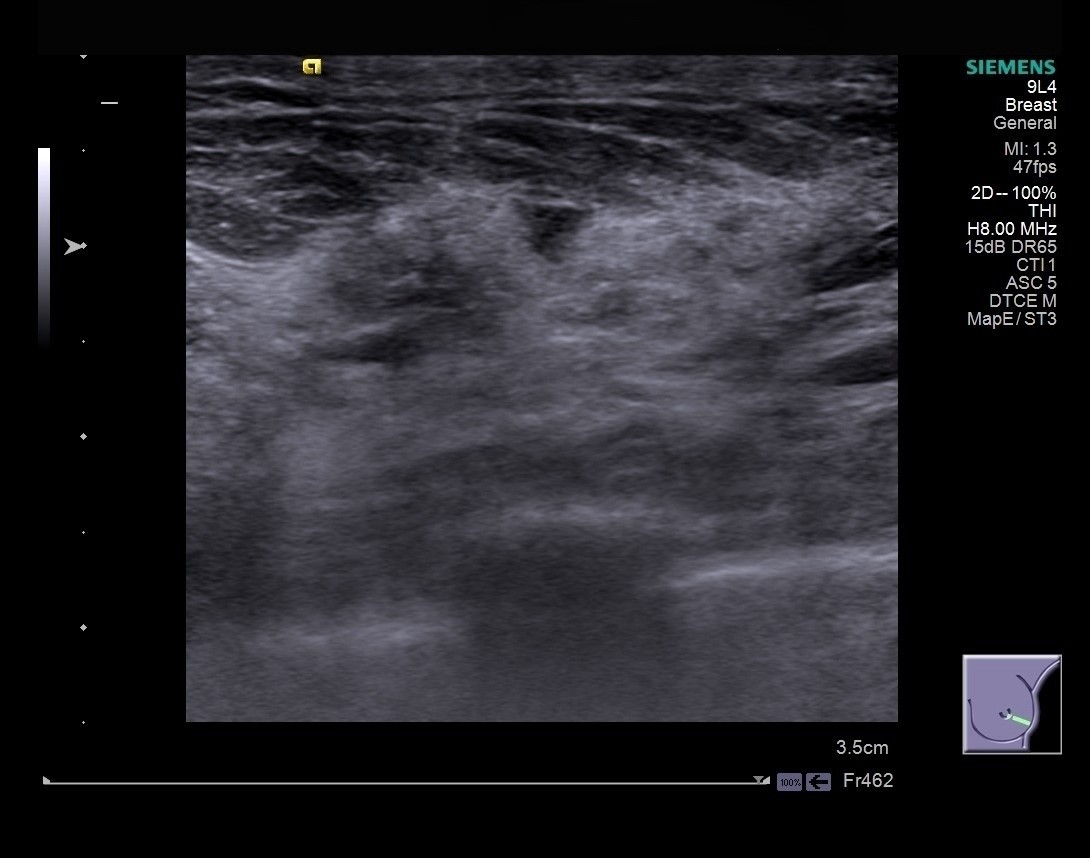 SIEMENS
9L4
Breast
General
MI: 1.3
47fps
2D--100%
THI
H8.00 MHz
15dB DR65
CTI 1
ASC 5
DTCE M
MapE / ST3
3.5cm
100% Fr462